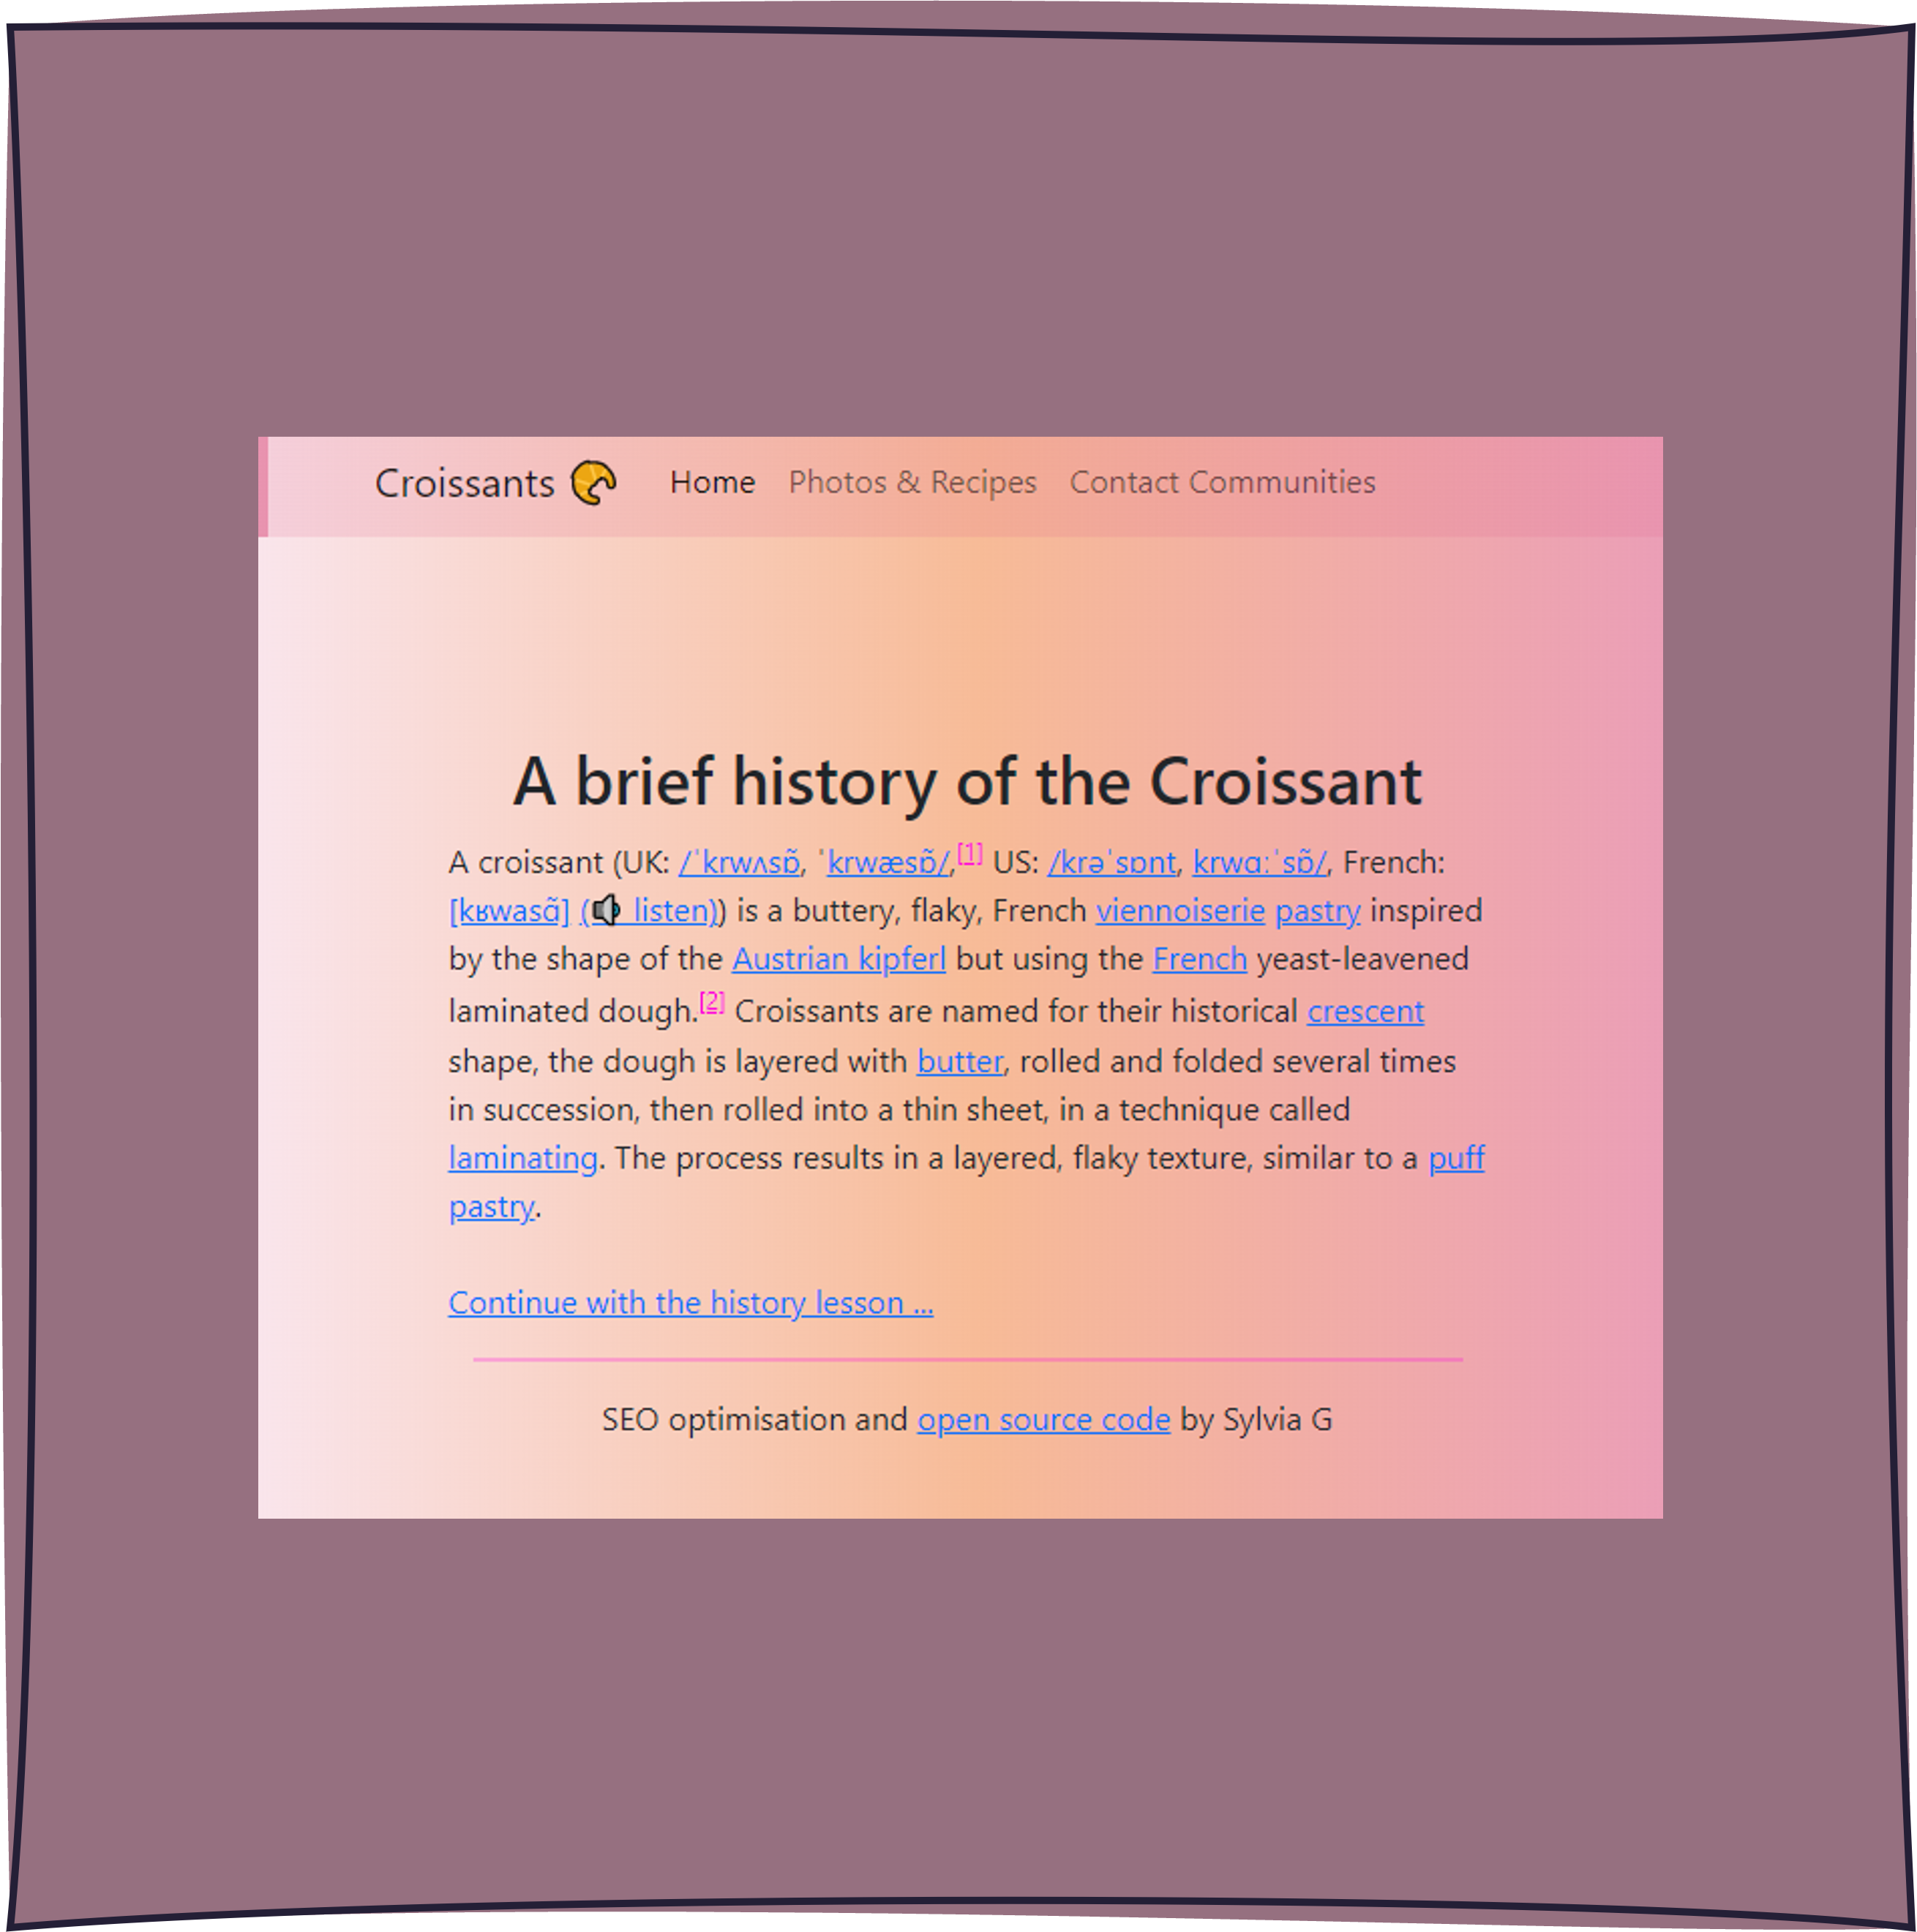 Croissants Home Photos & Recipes Contact Communities
A brief history of the Croissant
A croissant (UK: /ˈkrwʌsɒ̃, ˈkrwæsɒ̃/,[1] US: /krəˈsɒnt, krwɑːˈsɒ̃/, French:
[kʁwasɑ̃] ( listen)) is a buttery, flaky, French viennoiserie pastry inspired
by the shape of the Austrian kipferl but using the French yeast-leavened
laminated dough.[2] Croissants are named for their historical crescent
shape, the dough is layered with butter, rolled and folded several times
in succession, then rolled into a thin sheet, in a technique called
laminating. The process results in a layered, flaky texture, similar to a puff
pastry.
Continue with the history lesson ...
SEO optimisation and open source code by Sylvia G